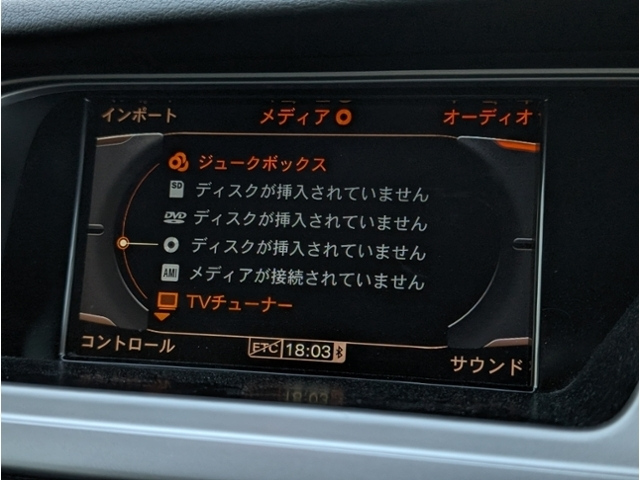 インポート
メディア
オーディオ
ジュークボックス
SD ディスクが挿入されていません
DVD ディスクが挿入されていません
ディスクが挿入されていません
AMI メディアが接続されていません
TVチューナー
コントロール
ETC 18:03
サウンド
18:03